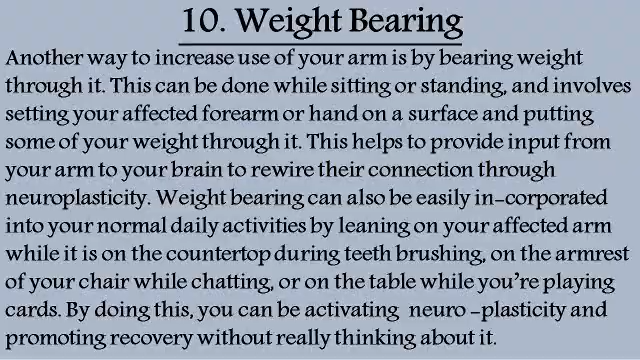 10. Weight Bearing
Another way to increase use of your arm is by bearing weight
through it. This can be done while sitting or standing, and involves
setting your affected forearm or hand on a surface and putting
some of your weight through it. This helps to provide input from
your arm to your brain to rewire their connection through
neuroplasticity. Weight bearing can also be easily in-corporated
into your normal daily activities by leaning on your affected arm
while it is on the countertop during teeth brushing, on the armrest
of your chair while chatting, or on the table while you’re playing
cards. By doing this, you can be activating neuro -plasticity and
promoting recovery without really thinking about it.